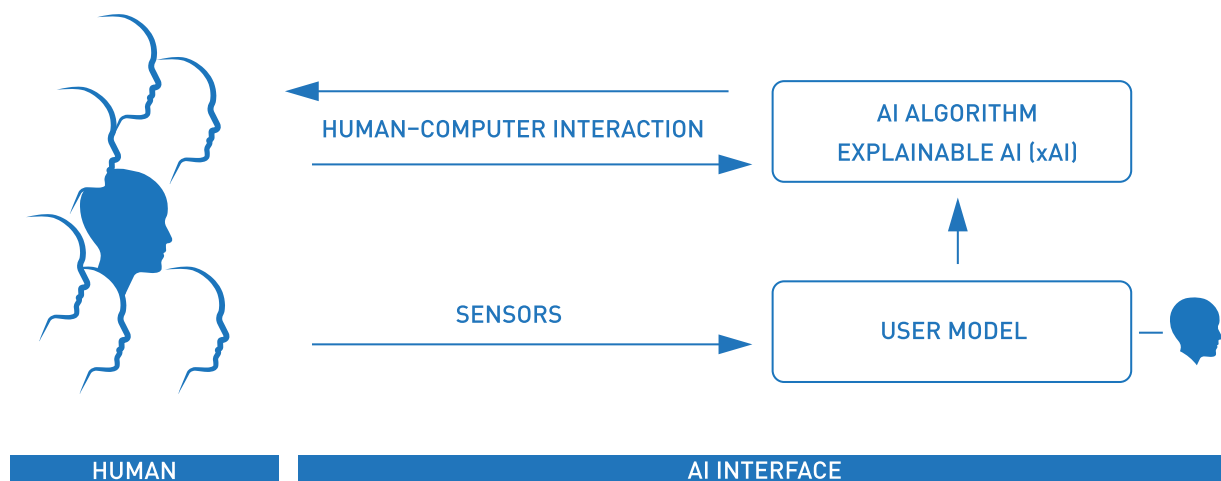 AI ALGORITHM
EXPLAINABLE AI (xAI)
HUMAN–COMPUTER INTERACTION
SENSORS
USER MODEL
HUMAN
AI INTERFACE